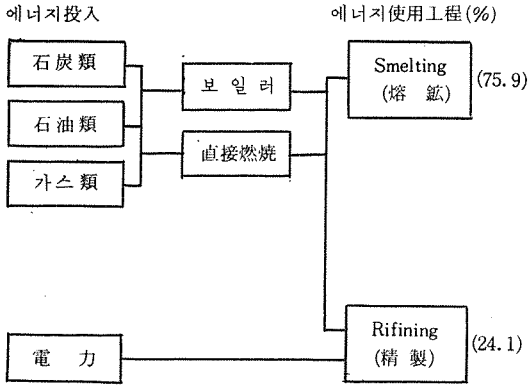 에너지投入
에너지使用工程(%)
石炭類
石油類
가스類
보일러
直接燃焼
Smelting
(熔鉱)
(75.9)
電力
Rifining
(精製)
(24.1)